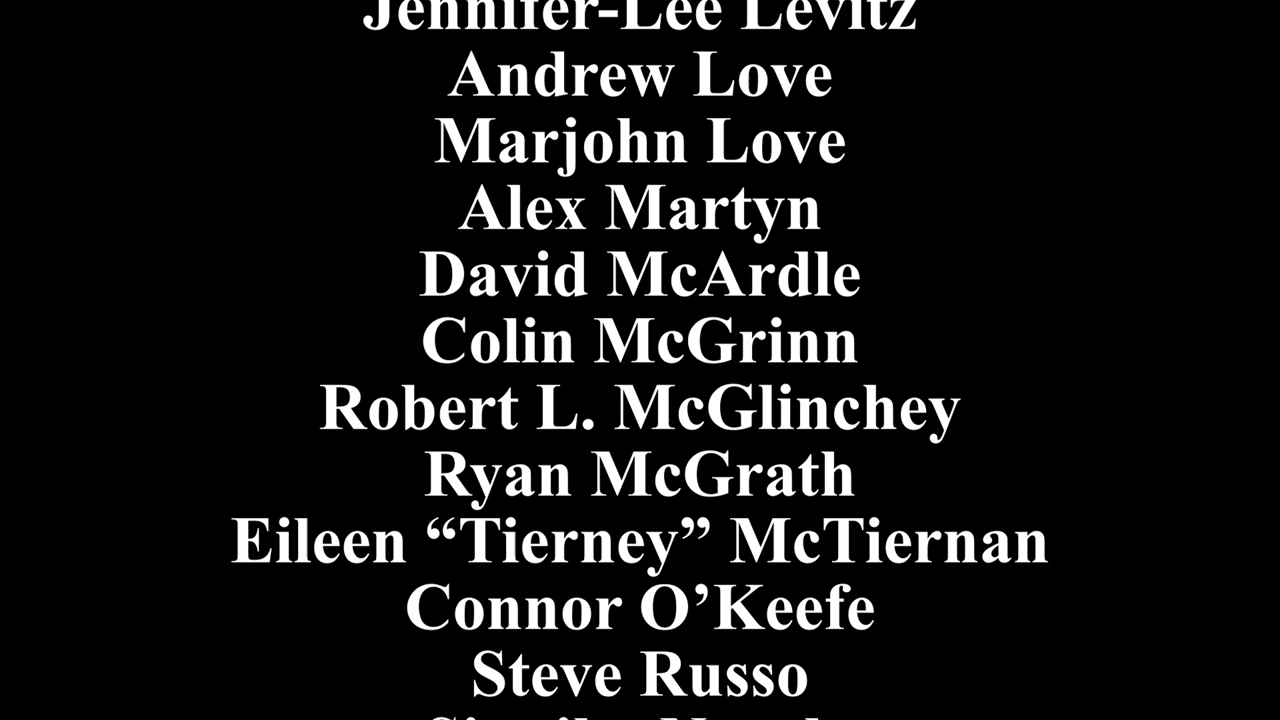 Jennifer-Lee Levitz
Andrew Love
Marjohn Love
Alex Martyn
David McArdle
Colin McGrinn
Robert L. McGlinchey
Ryan McGrath
Eileen “Tierney” McTiernan
Connor O’Keefe
Steve Russo